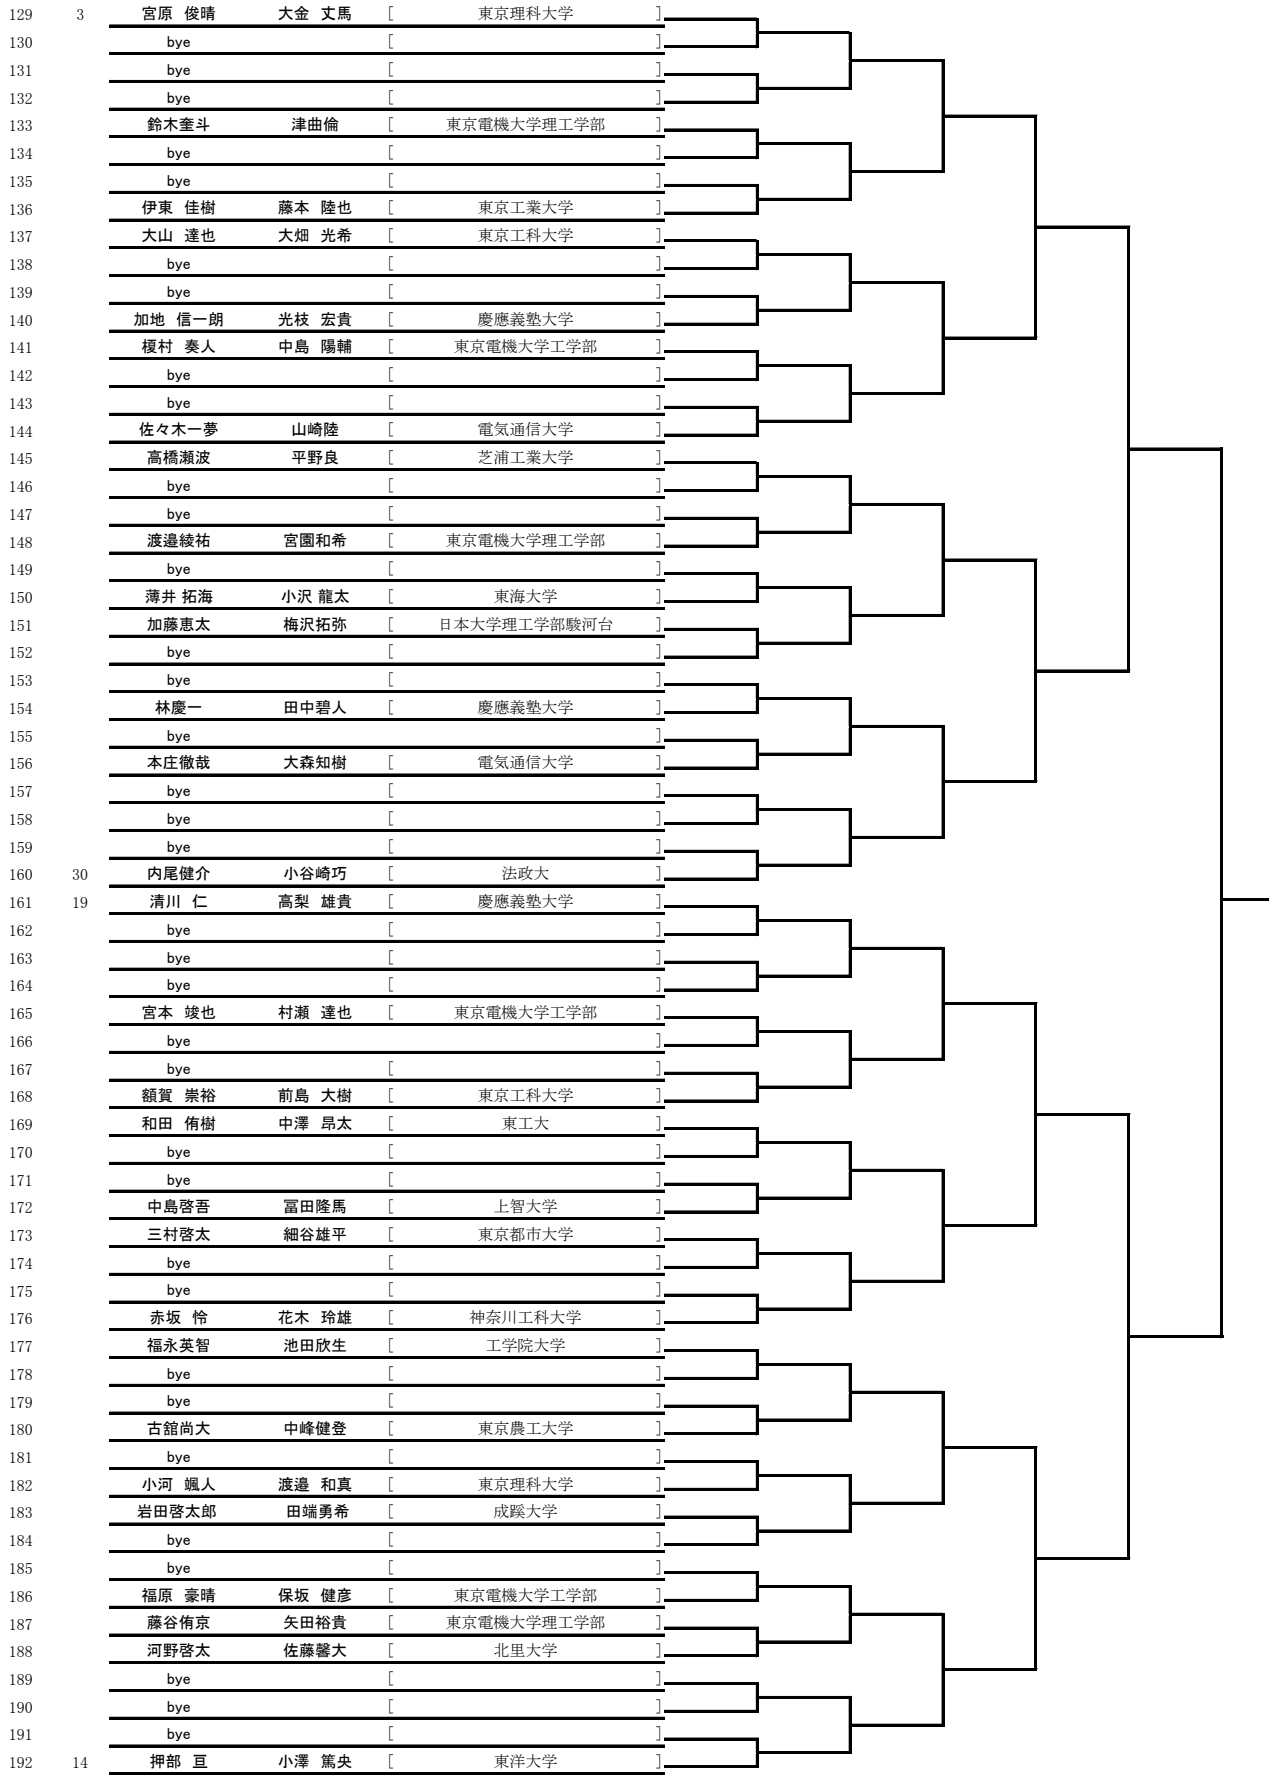 129 3 宮原 俊晴 大金 丈馬 [ 東京理科大学 ]
130 bye [ ]
131 bye [ ]
132 bye [ ]
133 鈴木奎斗 津曲倫 [ 東京電機大学理工学部 ]
134 bye [ ]
135 bye [ ]
136 伊東 佳樹 藤本 陸也 [ 東京工業大学 ]
137 大山 達也 大畑 光希 [ 東京工科大学 ]
138 bye [ ]
139 bye [ ]
140 加地 信一朗 光枝 宏貴 [ 慶應義塾大学 ]
141 榎村 奏人 中島 陽輔 [ 東京電機大学工学部 ]
142 bye [ ]
143 bye [ ]
144 佐々木一夢 山崎陸 [ 電気通信大学 ]
145 高橋瀬波 平野良 [ 芝浦工業大学 ]
146 bye [ ]
147 bye [ ]
148 渡邉綾祐 宮園和希 [ 東京電機大学理工学部 ]
149 bye [ ]
150 薄井 拓海 小沢 龍太 [ 東海大学 ]
151 加藤恵太 梅沢拓弥 [ 日本大学理工学部駿河台 ]
152 bye [ ]
153 bye [ ]
154 林慶一 田中碧人 [ 慶應義塾大学 ]
155 bye ]
156 本庄徹哉 大森知樹 [ 電気通信大学 ]
157 bye [ ]
158 bye [ ]
159 bye [ ]
160 30 内尾健介 小谷崎巧 [ 法政大 ]
161 19 清川 仁 高梨 雄貴 [ 慶應義塾大学 ]
162 bye [ ]
163 bye [ ]
164 bye [ ]
165 宮本 竣也 村瀬 達也 [ 東京電機大学工学部 ]
166 bye ]
167 bye [ ]
168 額賀 崇裕 前島 大樹 [ 東京工科大学 ]
169 和田 侑樹 中澤 昂太 [ 東工大 ]
170 bye [ ]
171 bye [ ]
172 中島啓吾 冨田隆馬 [ 上智大学 ]
173 三村啓太 細谷雄平 [ 東京都市大学 ]
174 bye [ ]
175 bye [ ]
176 赤坂 怜 花木 玲雄 [ 神奈川工科大学 ]
177 福永英智 池田欣生 [ 工学院大学 ]
178 bye [ ]
179 bye [ ]
180 古舘尚大 中峰健登 [ 東京農工大学 ]
181 bye [ ]
182 小河 颯人 渡邉 和真 [ 東京理科大学 ]
183 岩田啓太郎 田端勇希 [ 成蹊大学 ]
184 bye [ ]
185 bye [ ]
186 福原 豪晴 保坂 健彦 [ 東京電機大学工学部 ]
187 藤谷侑京 矢田裕貴 [ 東京電機大学理工学部 ]
188 河野啓太 佐藤馨大 [ 北里大学 ]
189 bye [ ]
190 bye [ ]
191 bye [ ]
192 14 押部 亘 小澤 篤央 [ 東洋大学 ]